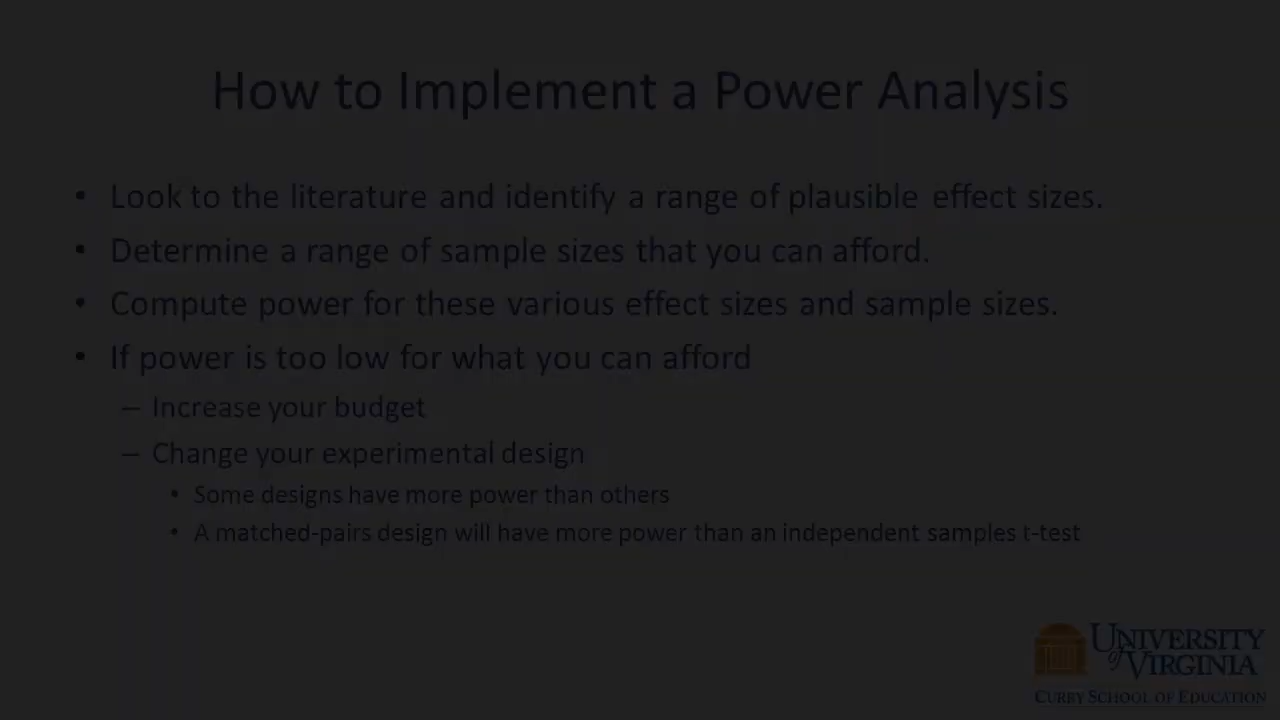 How to Implement a Power Analysis
• Look to the literature and identify a range of plausible effect sizes.
• Determine a range of sample sizes that you can afford.
• Compute power for these various effect sizes and sample sizes.
• If power is too low for what you can afford
– Increase your budget
– Change your experimental design
• Some designs have more power than others
• A matched-pairs design will have more power than an independent samples t-test
UNIVERSITY
of VIRGINIA
CURRY SCHOOL OF EDUCATION